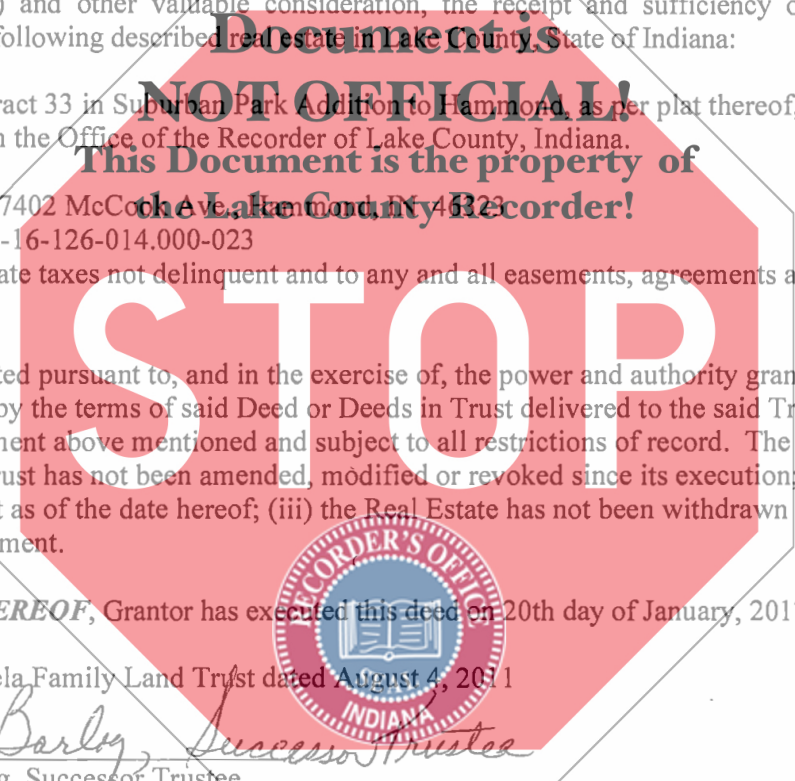 ) and other valuable consideration, the receipt and sufficiency o
following described real estate in Lake County, State of Indiana:
Document is
NOT OFFICIAL!
This Document is the property of
the Lake County Recorder!
ract 33 in Suburban Park Addition to Hammond, as per plat thereof,
n the Office of the Recorder of Lake County, Indiana.
7402 McCook Ave., Hammond, IN 46323
-16-126-014.000-023
ate taxes not delinquent and to any and all easements, agreements a
STOP
ted pursuant to, and in the exercise of, the power and authority gran
by the terms of said Deed or Deeds in Trust delivered to the said Tr
ment above mentioned and subject to all restrictions of record. The
rust has not been amended, modified or revoked since its execution;
t as of the date hereof; (iii) the Real Estate has not been withdrawn
ment.
RECORDER'S OFFICE
EREOF, Grantor has executed this deed on 20th day of January, 201
ela Family Land Trust dated August 4, 2011
INDIANA
Barlog, Successor Trustee
g, Successor Trustee